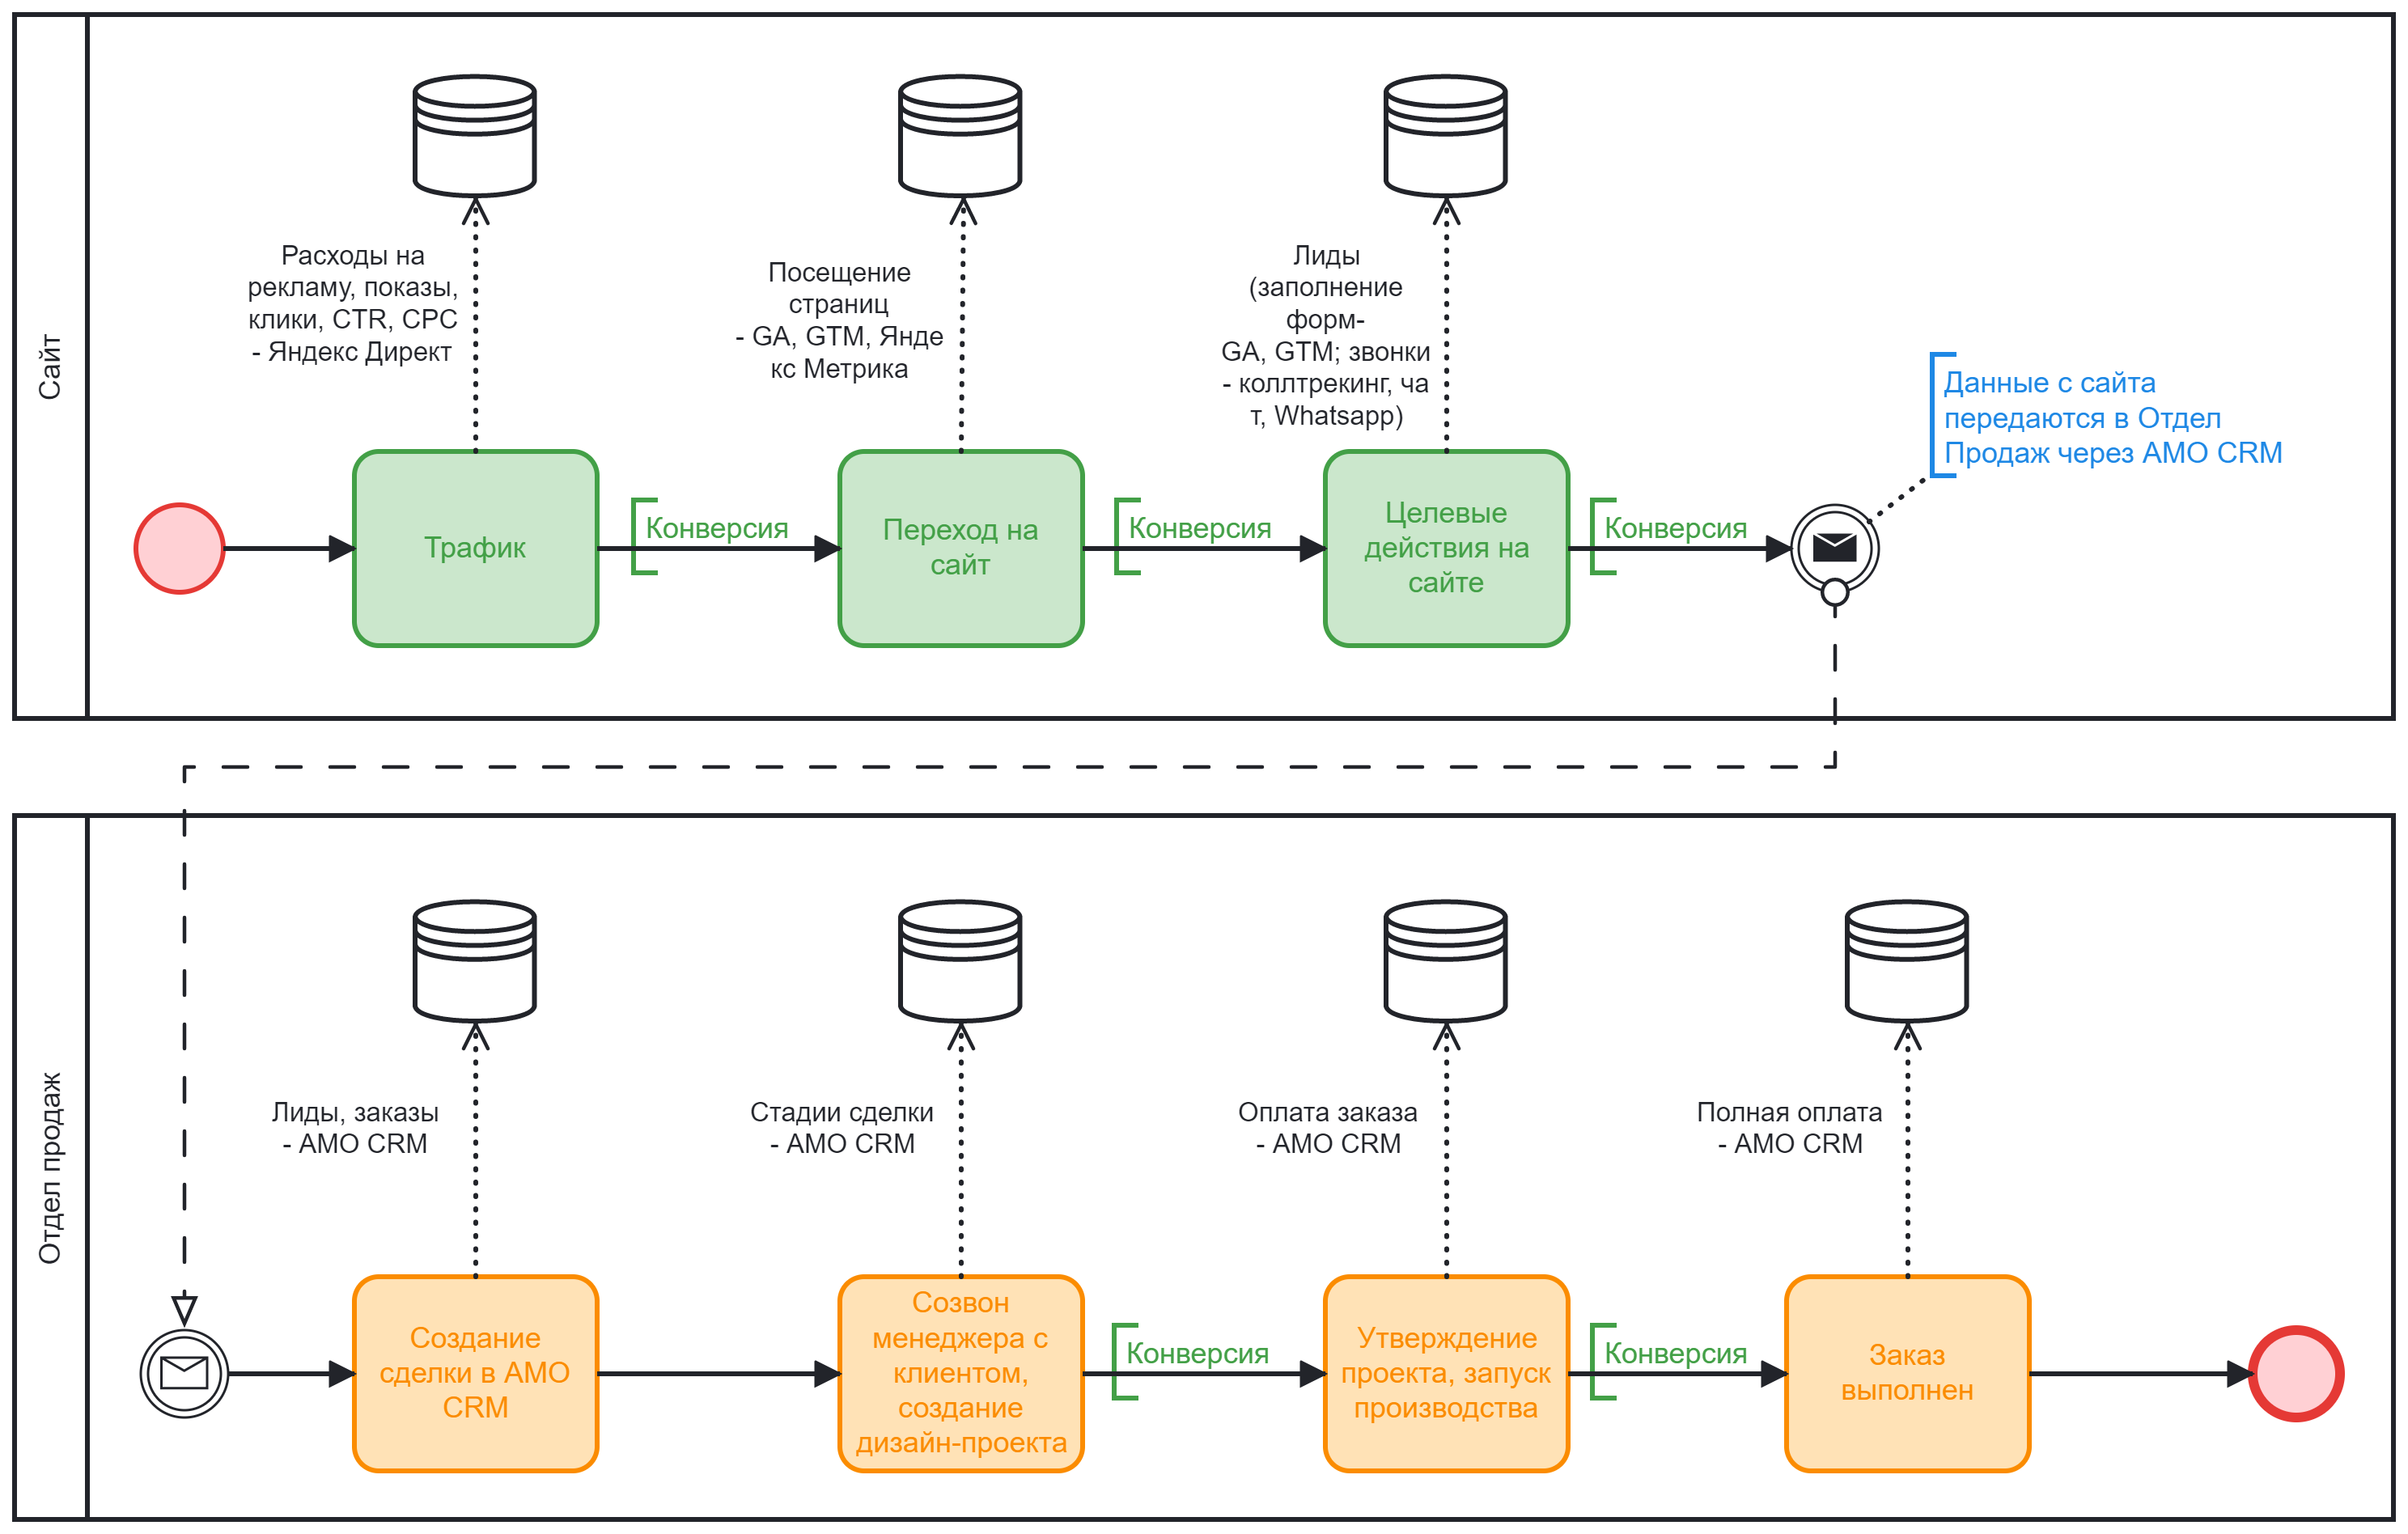 Сайт
Расходы на
рекламу, показы,
клики, CTR, CPC
- Яндекс Директ
Посещение
страниц
- GA, GTM, Янде
кс Метрика
Лиды
(заполнение
форм-
GA, GTM; звонки
- коллтрекинг, ча
т, Whatsapp)
Данные с сайта
передаются в Отдел
Продаж через AMO CRM
Трафик
Конверсия
Переход на
сайт
Конверсия
Целевые
действия на
сайте
Конверсия
Отдел продаж
Лиды, заказы
- AMO CRM
Стадии сделки
- AMO CRM
Оплата заказа
- AMO CRM
Полная оплата
- AMO CRM
Создание
сделки в AMO
CRM
Созвон
менеджера с
клиентом,
создание
дизайн-проекта
Конверсия
Утверждение
проекта, запуск
производства
Конверсия
Заказ
выполнен